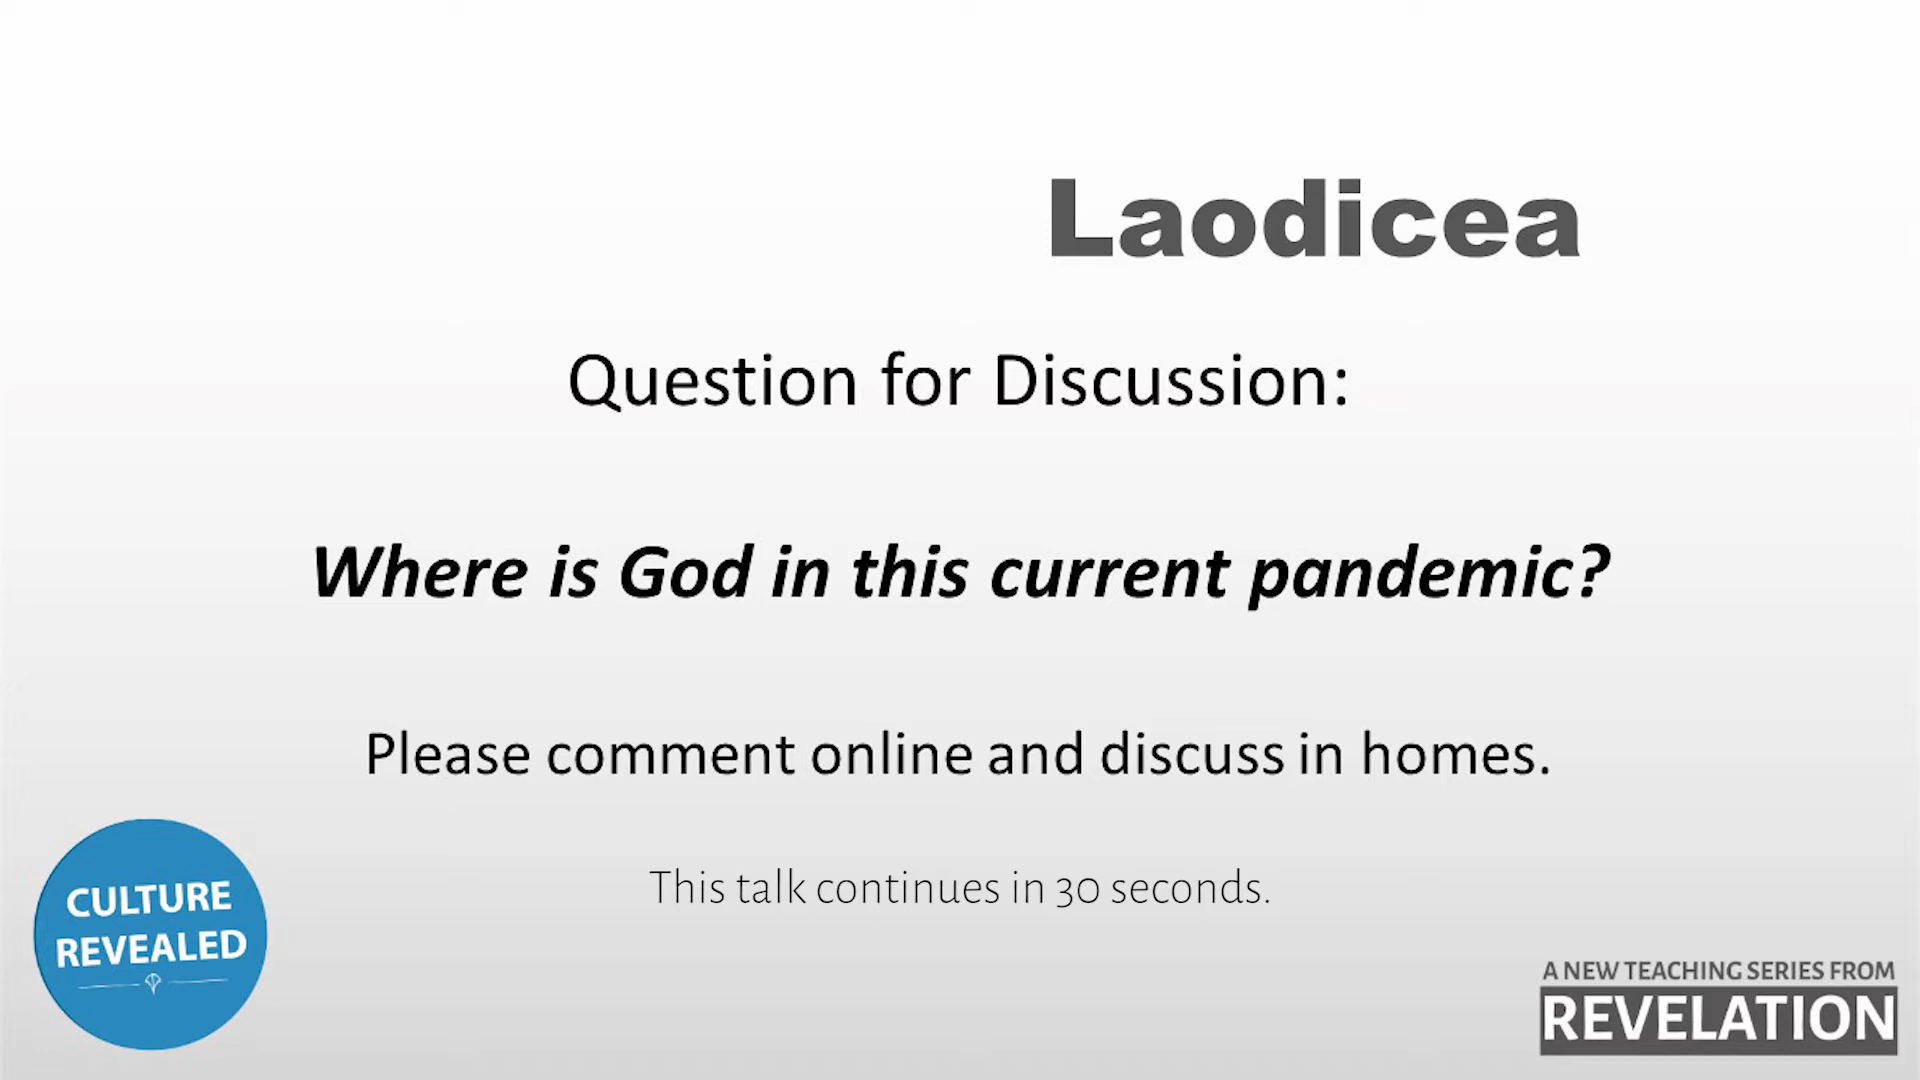 Laodicea
Question for Discussion:
Where is God in this current pandemic?
Please comment online and discuss in homes.
This talk continues in 30 seconds.
CULTURE
REVEALED
A NEW TEACHING SERIES FROM
REVELATION